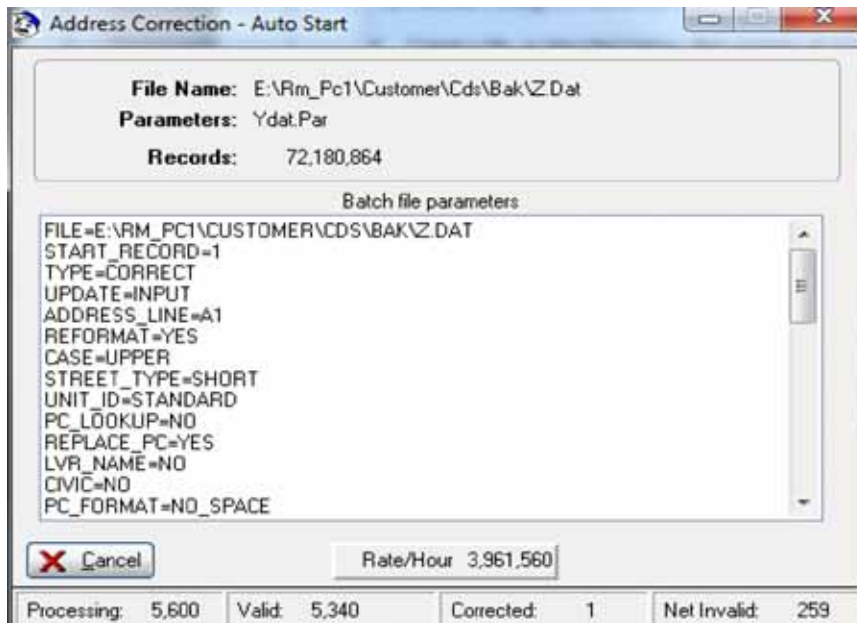 Address Correction - Auto Start
File Name: E:\Rm_Pc1\Customer\Cds\Bak\Z.Dat
Parameters: Ydat.Par
Records: 72,180,864
Batch file parameters
FILE=E:\RM_PC1\CUSTOMER\CDS\BAK\Z.DAT
START_RECORD=1
TYPE=CORRECT
UPDATE=INPUT
ADDRESS_LINE=A1
REFORMAT=YES
CASE=UPPER
STREET_TYPE=SHORT
UNIT_ID=STANDARD
PC_LOOKUP=NO
REPLACE_PC=YES
LVR_NAME=NO
CIVIC=NO
PC_FORMAT=NO_SPACE
Cancel Rate/Hour 3,961,560
Processing: 5,600 Valid: 5,340 Corrected: 1 Net Invalid: 259